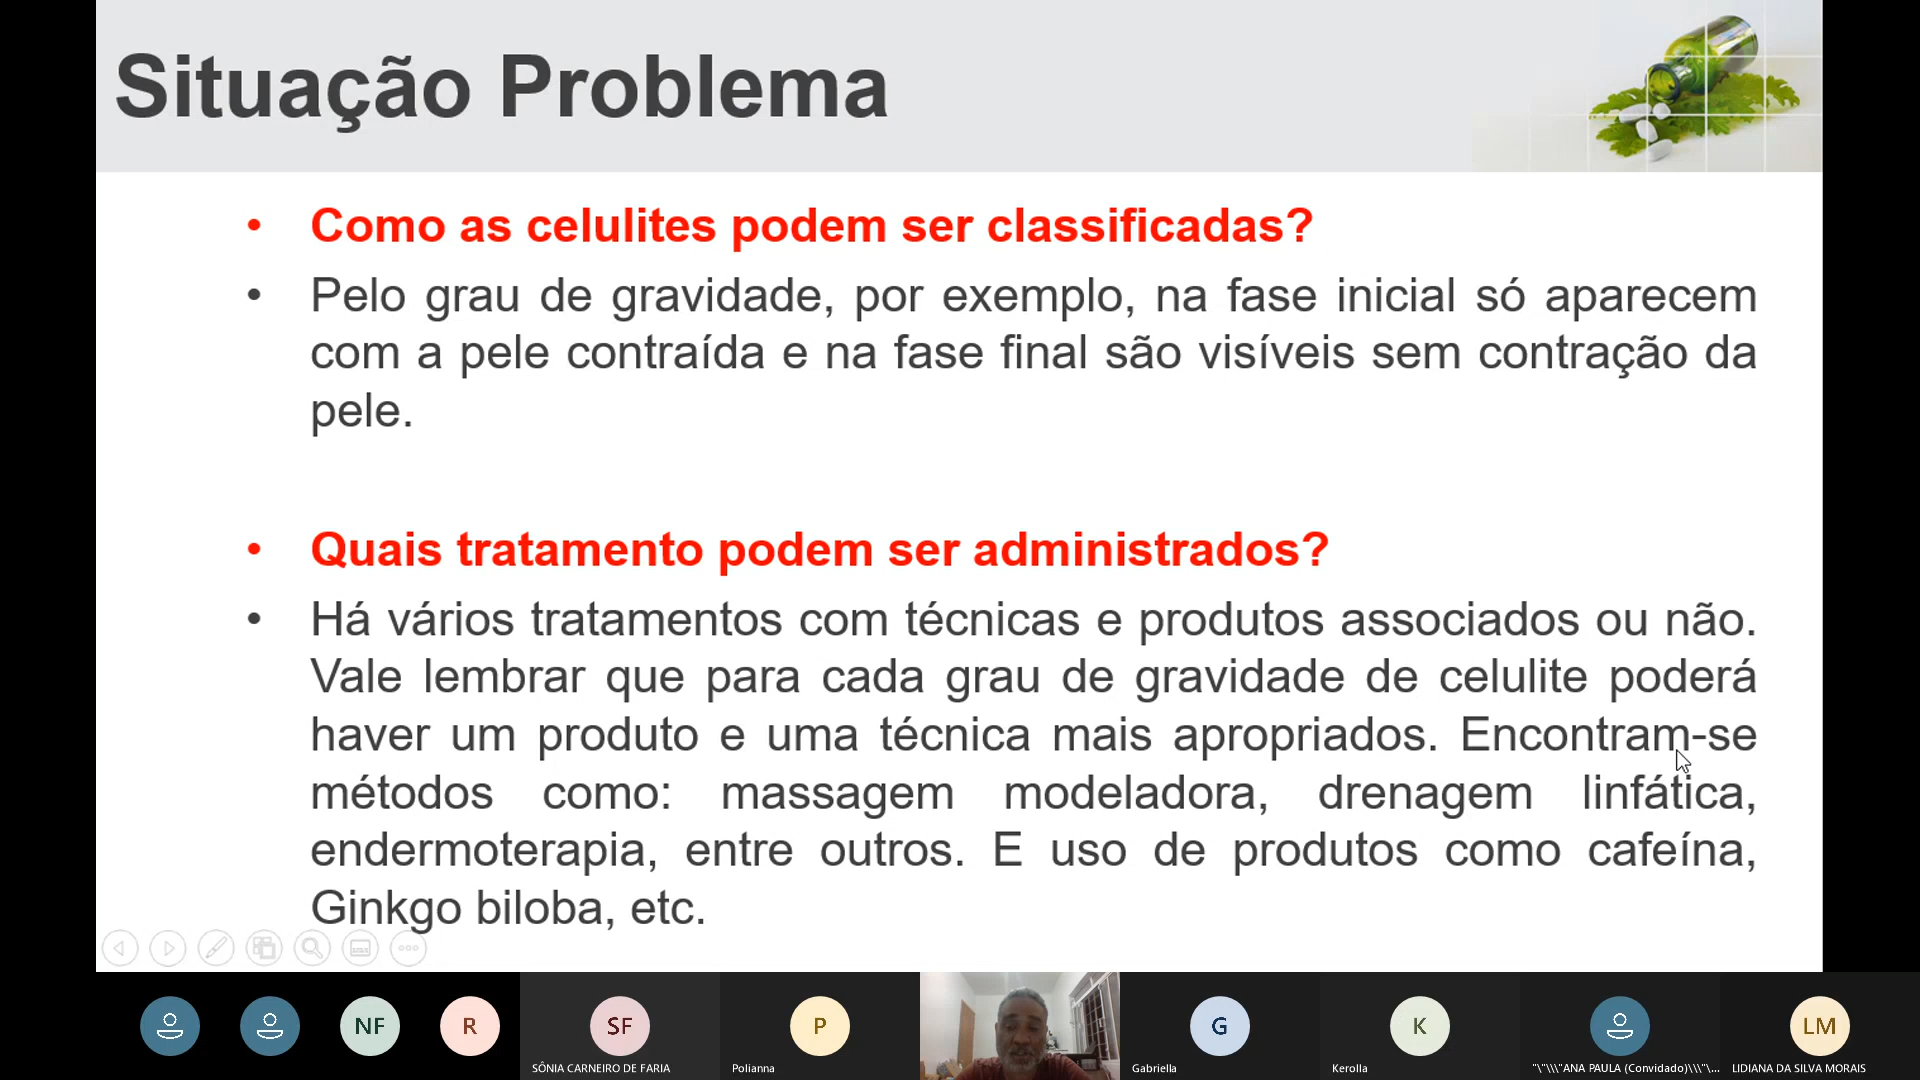 Situação Problema
• Como as celulites podem ser classificadas?
• Pelo grau de gravidade, por exemplo, na fase inicial só aparecem
com a pele contraída e na fase final são visíveis sem contração da
pele.
• Quais tratamento podem ser administrados?
• Há vários tratamentos com técnicas e produtos associados ou não.
Vale lembrar que para cada grau de gravidade de celulite poderá
haver um produto e uma técnica mais apropriados. Encontram-se
métodos como: massagem modeladora, drenagem linfática,
endermoterapia, entre outros. E uso de produtos como cafeína,
Ginkgo biloba, etc.
NF R SF P G K LM
SÔNIA CARNEIRO DE FARIA Polianna Gabriella Kerolla "\"\\\"ANA PAULA (Convidado)\\\"\... LIDIANA DA SILVA MORAIS